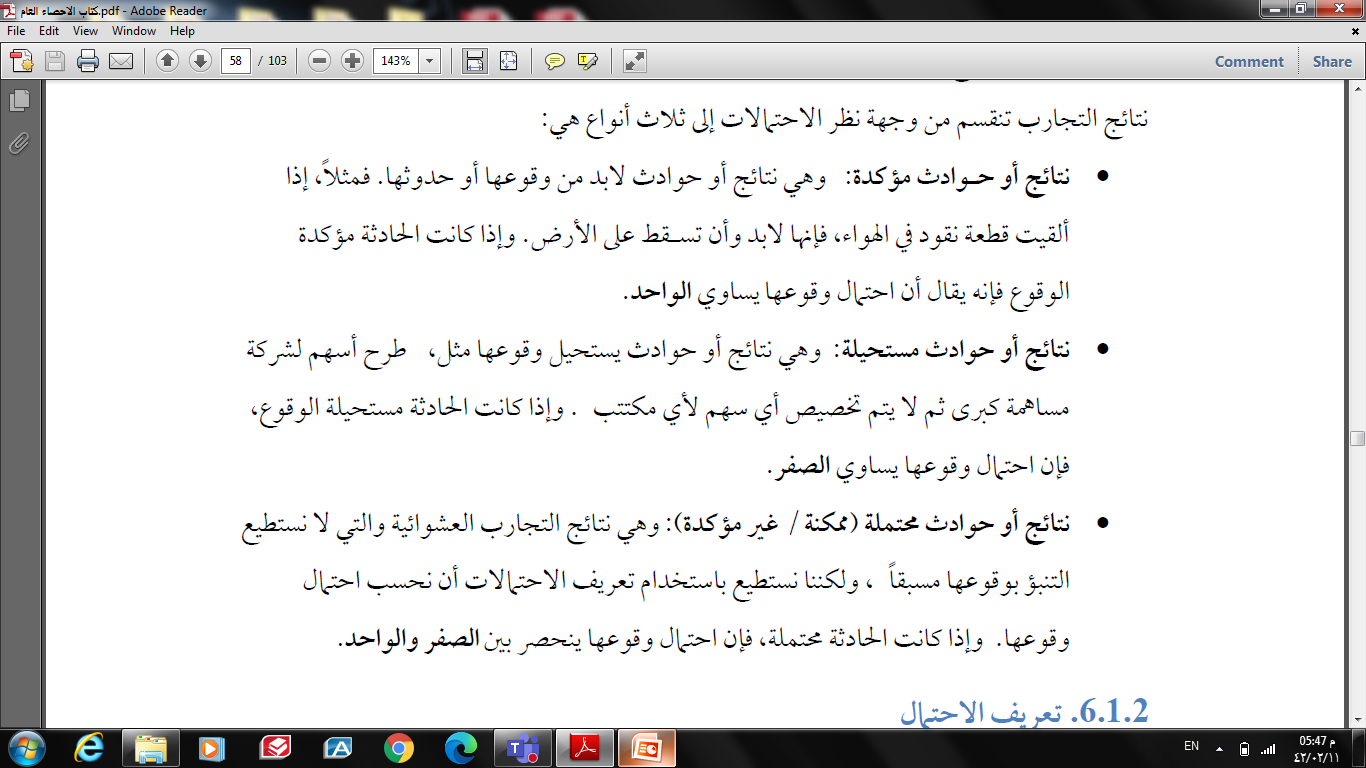 كتاب الاحصاء العام.pdf - Adobe Reader
File Edit View Window Help
58 / 103 143% Comment Share
نتائج التجارب تنقسم من وجهة نظر الاحتمالات إلى ثلاث أنواع هي:
• نتائج أو حـوادث مؤكدة: وهي نتائج أو حوادث لابد من وقوعها أو حدوثها. فمثلاً، إذا
ألقيت قطعة نقود في الهواء، فإنها لابد وأن تسـقط على الأرض. وإذا كانت الحادثة مؤكدة
الوقوع فإنه يقال أن احتمال وقوعها يساوي الواحد.
• نتائج أو حوادث مستحيلة: وهي نتائج أو حوادث يستحيل وقوعها مثل، طرح أسهم لشركة
مساهمة كبرى ثم لا يتم تخصيص أي سهم لأي مكتتب . وإذا كانت الحادثة مستحيلة الوقوع،
فإن احتمال وقوعها يساوي الصفر.
• نتائج أو حوادث محتملة (ممكنة / غير مؤكدة): وهي نتائج التجارب العشوائية والتي لا نستطيع
التنبؤ بوقوعها مسبقاً ، ولكننا نستطيع باستخدام تعريف الاحتمالات أن نحسب احتمال
وقوعها. وإذا كانت الحادثة محتملة، فإن احتمال وقوعها ينحصر بين الصفر والواحد.
6.1.2. تعريف الاحتمال
EN 05:47 م
٤٢/٠٢/١١